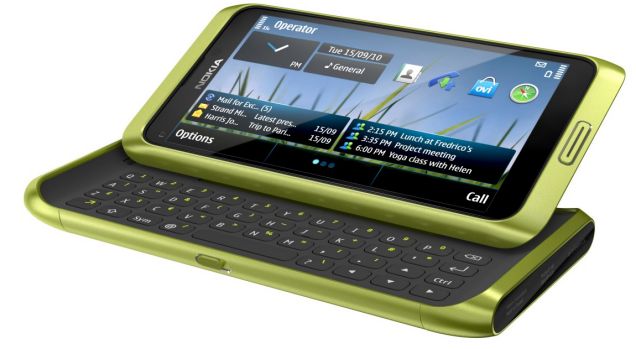 Operator
Tue 15/09/10
PM
♪ General
NOKIA
ovi
Mail for Exc... (5)
Strand Mi... Latest pres... 15/09
Harris Jo... Trip to Pari... 15/09
2:15 PM Lunch at Fredrico's
3:35 PM Project meeting
6:00 PM Yoga class with Helen
Options
Call
Q W E R T Y U I O P
A S D F G H J K L
Z X C V B N M
Sym
Ctrl